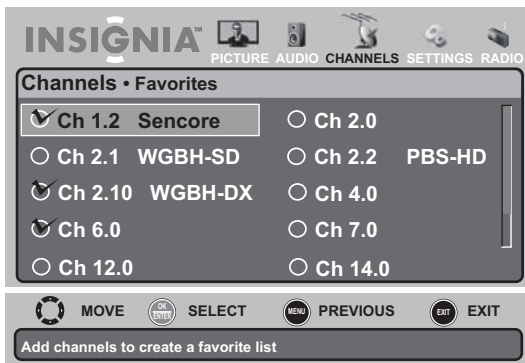 INSIGNIA™
PICTURE AUDIO CHANNELS SETTINGS RADIO
Channels • Favorites
Ch 1.2 Sencore
Ch 2.0
Ch 2.1 WGBH-SD
Ch 2.2 PBS-HD
Ch 2.10 WGBH-DX
Ch 4.0
Ch 6.0
Ch 7.0
Ch 12.0
Ch 14.0
MOVE
OK ENTER SELECT
MENU PREVIOUS
EXIT EXIT
Add channels to create a favorite list